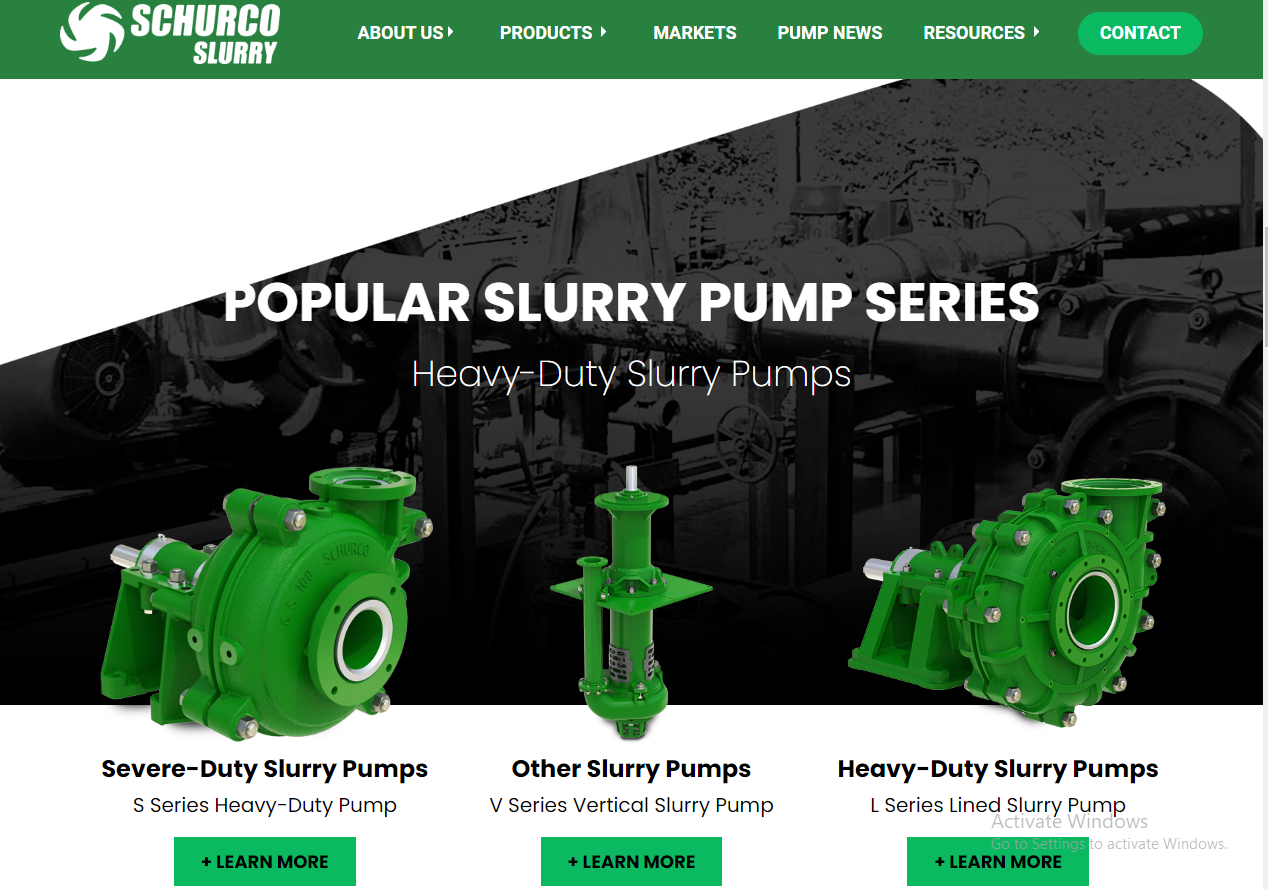 SCHURCO
SLURRY
ABOUT US
PRODUCTS
MARKETS
PUMP NEWS
RESOURCES
CONTACT
POPULAR SLURRY PUMP SERIES
Heavy-Duty Slurry Pumps
SCHURCO
Severe-Duty Slurry Pumps
S Series Heavy-Duty Pump
+ LEARN MORE
Other Slurry Pumps
V Series Vertical Slurry Pump
+ LEARN MORE
Heavy-Duty Slurry Pumps
L Series Lined Slurry Pump
+ LEARN MORE
Activate Windows
Go to Settings to activate Windows.